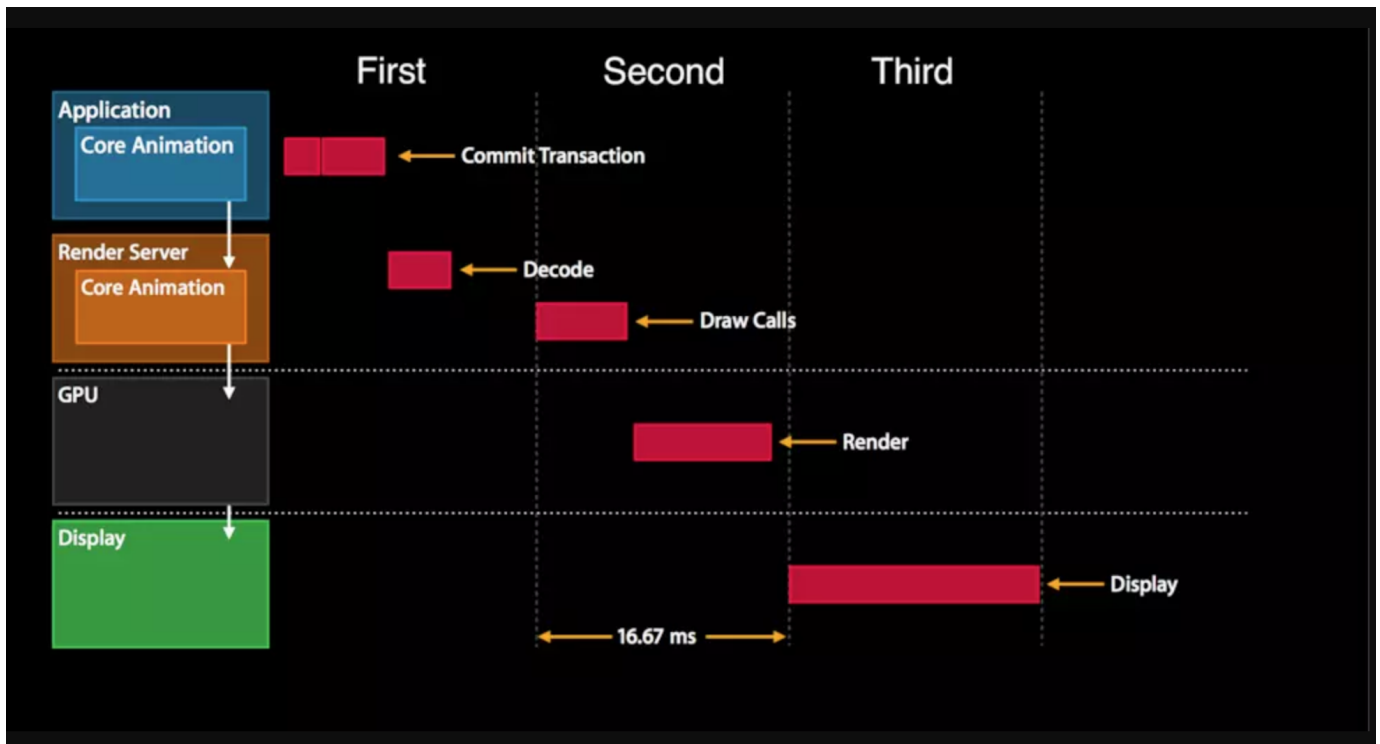 First
Second
Third
Application
Core Animation
Commit Transaction
Render Server
Core Animation
Decode
Draw Calls
GPU
Render
Display
Display
16.67 ms